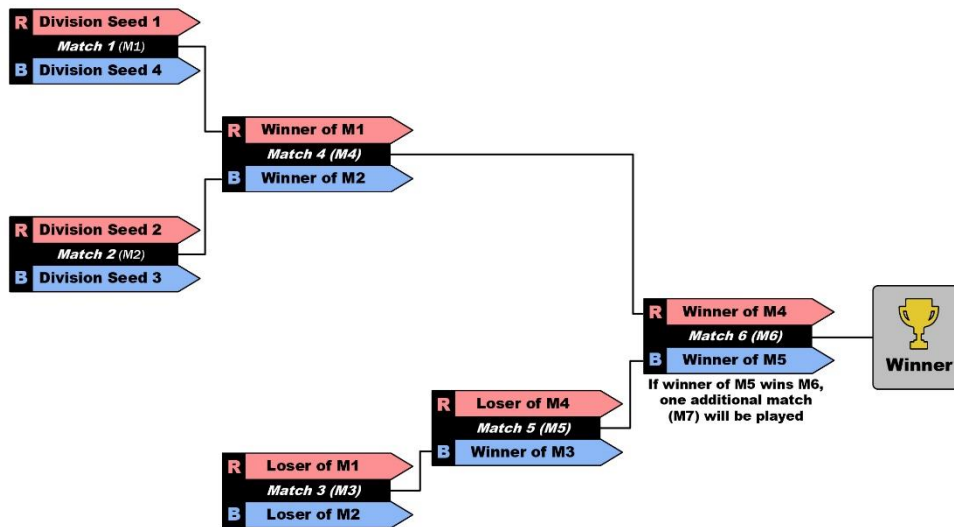 R Division Seed 1
Match 1 (M1)
B Division Seed 4
R Winner of M1
Match 4 (M4)
B Winner of M2
R Division Seed 2
Match 2 (M2)
B Division Seed 3
R Winner of M4
Match 6 (M6)
B Winner of M5
If winner of M5 wins M6,
one additional match
(M7) will be played
Winner
R Loser of M4
Match 5 (M5)
B Winner of M3
R Loser of M1
Match 3 (M3)
B Loser of M2